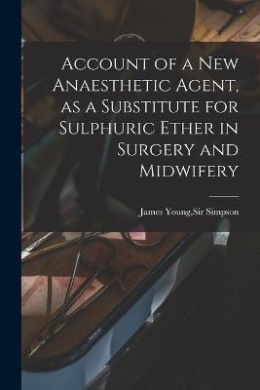 Account of a New
Anaesthetic Agent,
as a Substitute for
Sulphuric Ether in
Surgery and
Midwifery
James Young,Sir Simpson